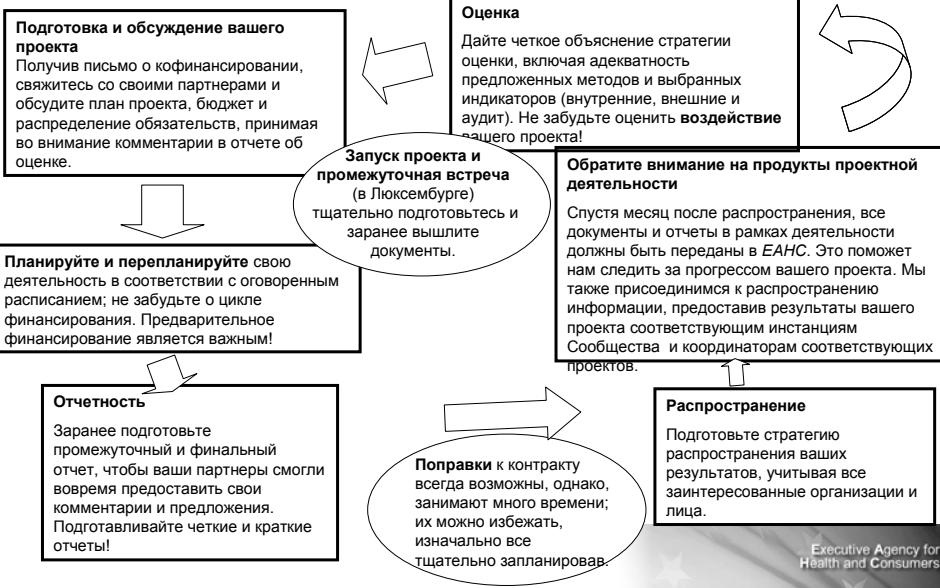 Подготовка и обсуждение вашего
проекта
Получив письмо о кофинансировании,
свяжитесь со своими партнерами и
обсудите план проекта, бюджет и
распределение обязательств, принимая
во внимание комментарии в отчете об
оценке.
Оценка
Дайте четкое объяснение стратегии
оценки, включая адекватность
предложенных методов и выбранных
индикаторов (внутренние, внешние и
аудит). Не забудьте оценить воздействие
вашего проекта!
Запуск проекта и
промежуточная встреча
(в Люксембурге)
тщательно подготовьтесь и
заранее вышлите
документы.
Обратите внимание на продукты проектной
деятельности
Спустя месяц после распространения, все
документы и отчеты в рамках деятельности
должны быть переданы в EAHC. Это поможет
нам следить за прогрессом вашего проекта. Мы
также присоединимся к распространению
информации, предоставив результаты вашего
проекта соответствующим инстанциям
Сообщества и координаторам соответствующих
проектов.
Планируйте и перепланируйте свою
деятельность в соответствии с оговоренным
расписанием; не забудьте о цикле
финансирования. Предварительное
финансирование является важным!
Отчетность
Заранее подготовьте
промежуточный и финальный
отчет, чтобы ваши партнеры смогли
вовремя предоставить свои
комментарии и предложения.
Подготавливайте четкие и краткие
отчеты!
Поправки к контракту
всегда возможны, однако,
занимают много времени;
их можно избежать,
изначально все
тщательно запланировав.
Распространение
Подготовьте стратегию
распространения ваших
результатов, учитывая все
заинтересованные организации и
лица.
Executive Agency for
Health and Consumers